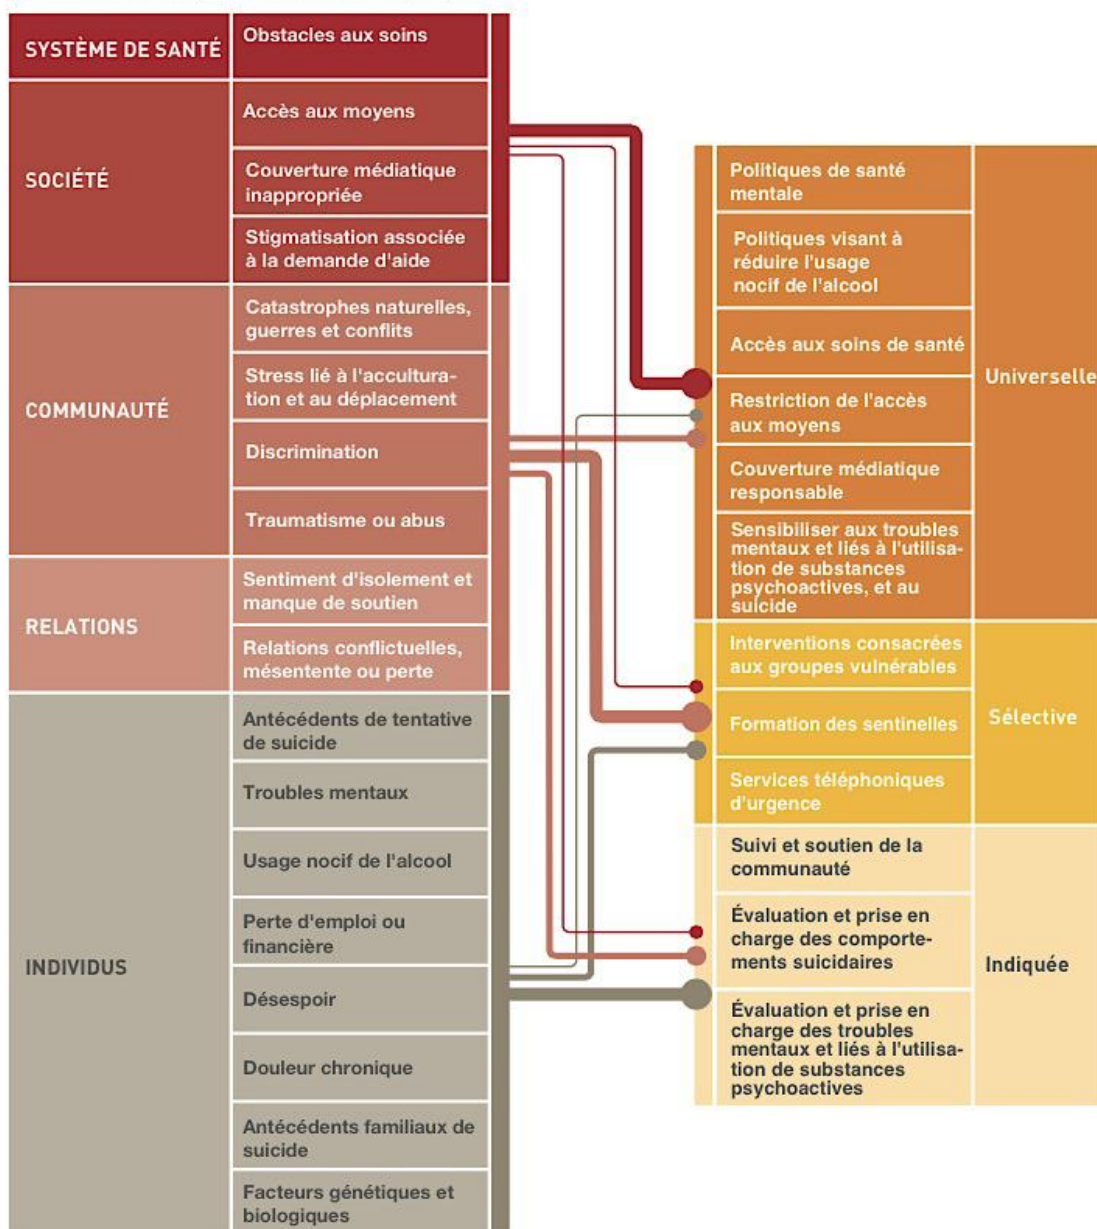 SYSTÈME DE SANTÉ
Obstacles aux soins
SOCIÉTÉ
Accès aux moyens
Couverture médiatique
inappropriée
Stigmatisation associée
à la demande d'aide
COMMUNAUTÉ
Catastrophes naturelles,
guerres et conflits
Stress lié à l'accultura-
tion et au déplacement
Discrimination
Traumatisme ou abus
RELATIONS
Sentiment d'isolement et
manque de soutien
Relations conflictuelles,
mésentente ou perte
INDIVIDUS
Antécédents de tentative
de suicide
Troubles mentaux
Usage nocif de l'alcool
Perte d'emploi ou
financière
Désespoir
Douleur chronique
Antécédents familiaux de
suicide
Facteurs génétiques et
biologiques
Politiques de santé
mentale
Politiques visant à
réduire l'usage
nocif de l'alcool
Accès aux soins de santé
Restriction de l'accès
aux moyens
Couverture médiatique
responsable
Sensibiliser aux troubles
mentaux et liés à l'utilisa-
tion de substances
psychoactives, et au
suicide
Universelle
Interventions consacrées
aux groupes vulnérables
Formation des sentinelles
Services téléphoniques
d'urgence
Sélective
Suivi et soutien de la
communauté
Évaluation et prise en
charge des comporte-
ments suicidaires
Évaluation et prise en
charge des troubles
mentaux et liés à l'utilisa-
tion de substances
psychoactives
Indiquée